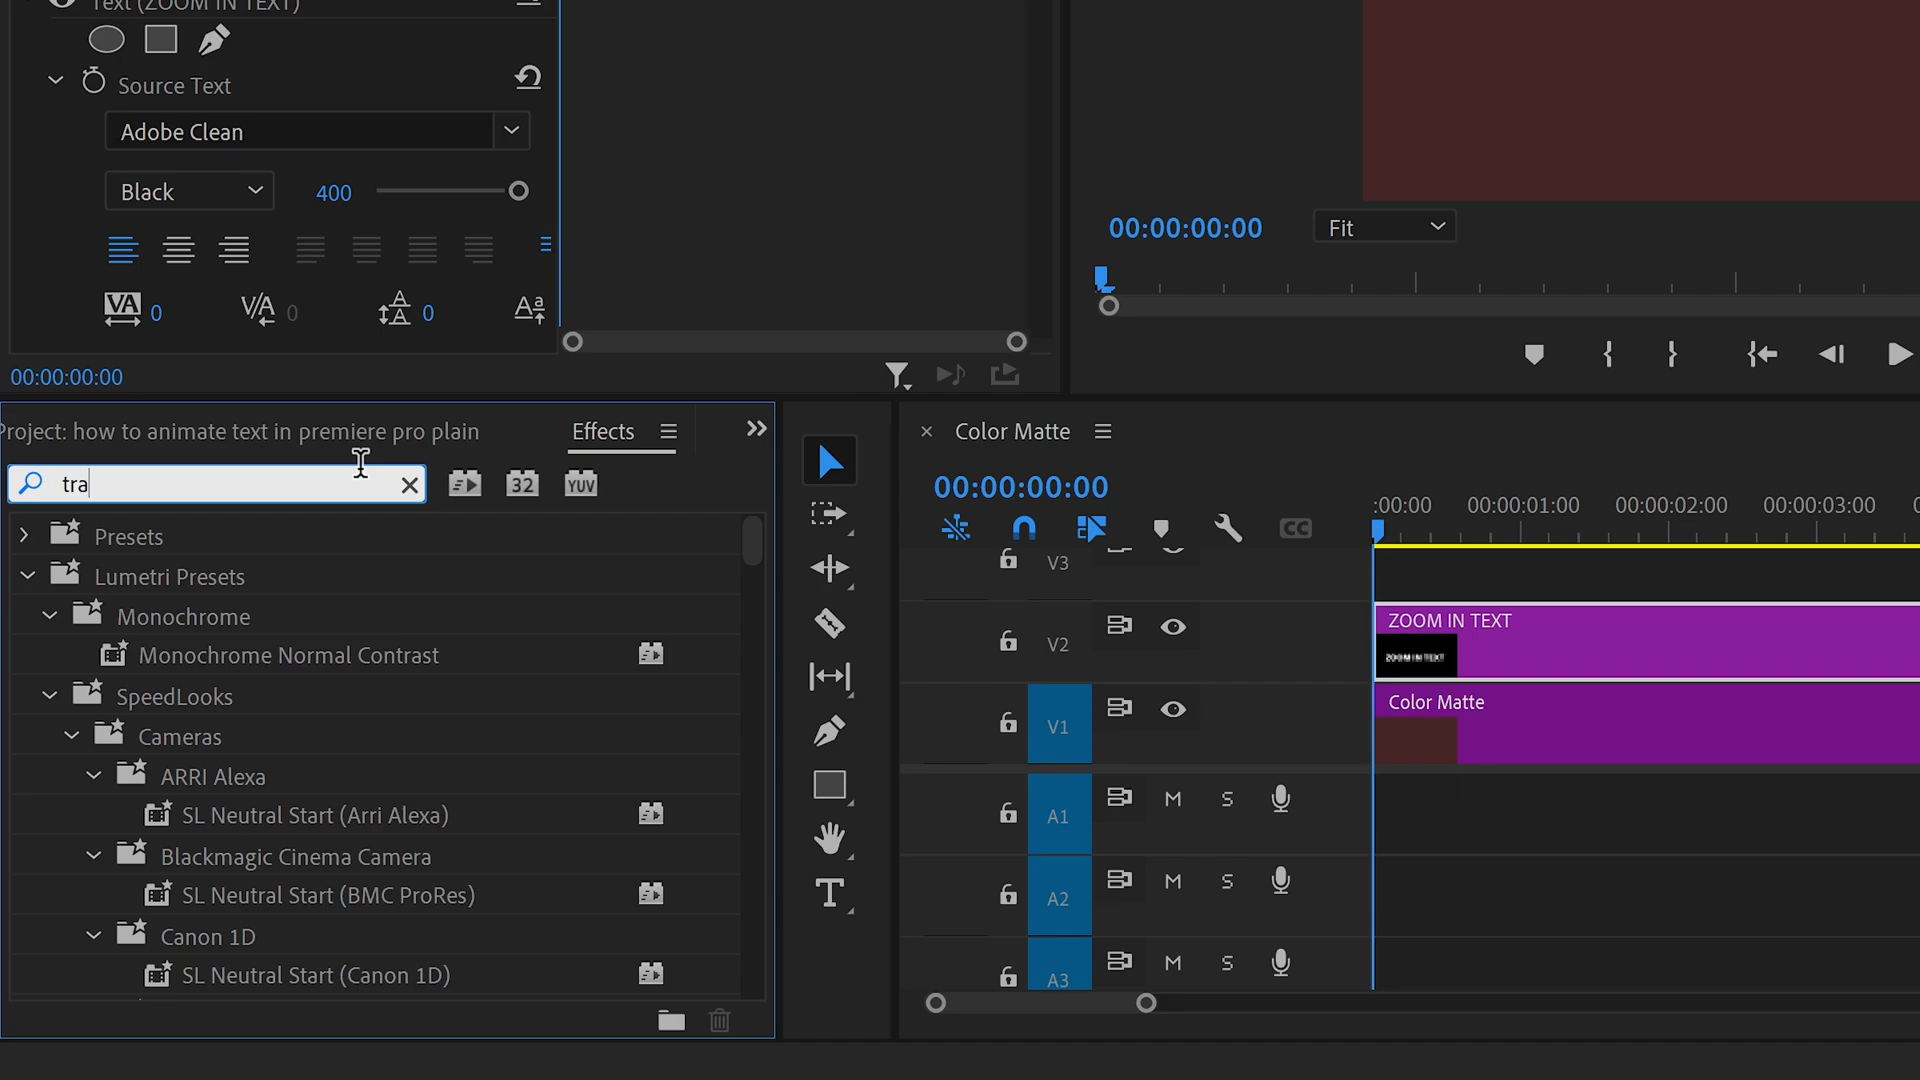 Text (ZOOM IN TEXT)
Source Text
Adobe Clean
Black
400
VA 0
V/A 0
A A 0
Aa
00:00:00:00
00:00:00:00
Fit
Project: how to animate text in premiere pro plain
Effects
tra
32
YUV
Presets
Lumetri Presets
Monochrome
Monochrome Normal Contrast
SpeedLooks
Cameras
ARRI Alexa
SL Neutral Start (Arri Alexa)
Blackmagic Cinema Camera
SL Neutral Start (BMC ProRes)
Canon 1D
SL Neutral Start (Canon 1D)
T
× Color Matte
00:00:00:00
CC
:00:00
00:00:01:00
00:00:02:00
00:00:03:00
V3
V2
V1
A1 M S
A2 M S
A3 M S
ZOOM IN TEXT
ZOOM IN TEXT
Color Matte